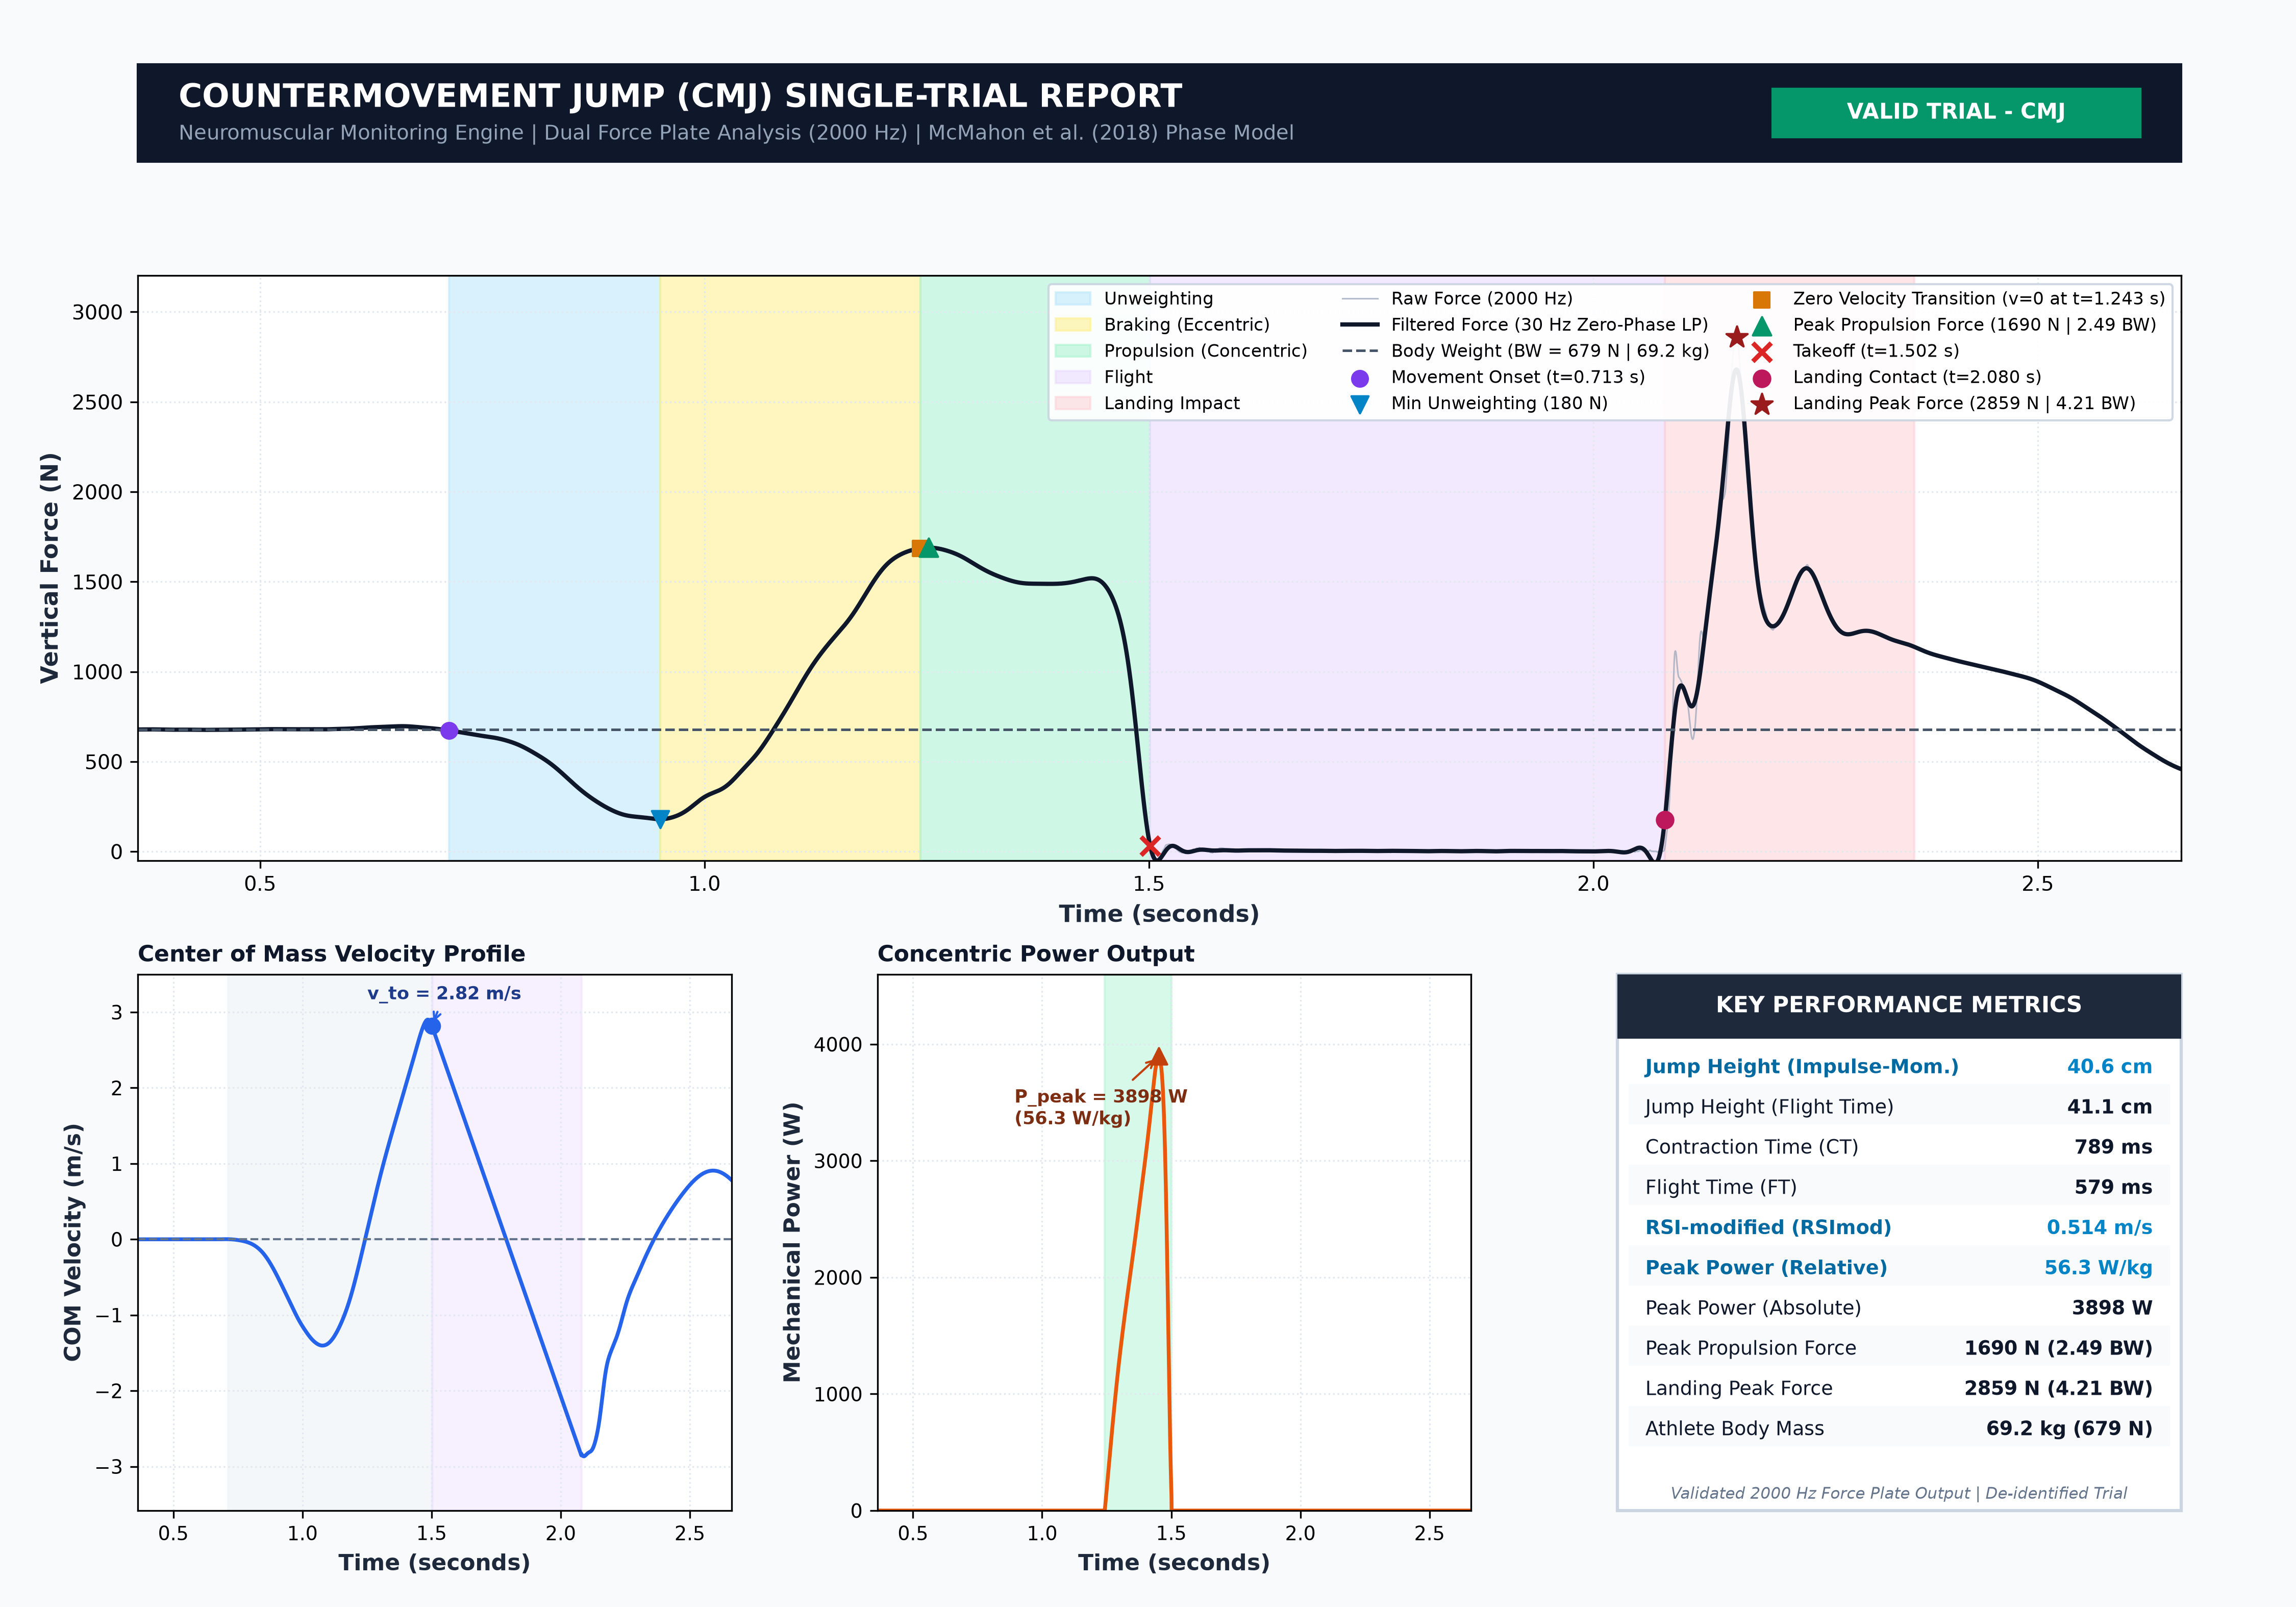 COUNTERMOVEMENT JUMP (CMJ) SINGLE-TRIAL REPORT
Neuromuscular Monitoring Engine | Dual Force Plate Analysis (2000 Hz) | McMahon et al. (2018) Phase Model
VALID TRIAL - CMJ
Vertical Force (N)
3000
2500
2000
1500
1000
500
0
Unweighting
Braking (Eccentric)
Propulsion (Concentric)
Flight
Landing Impact
Raw Force (2000 Hz)
Filtered Force (30 Hz Zero-Phase LP)
Body Weight (BW = 679 N | 69.2 kg)
Movement Onset (t=0.713 s)
Min Unweighting (180 N)
Zero Velocity Transition (v=0 at t=1.243 s)
Peak Propulsion Force (1690 N | 2.49 BW)
Takeoff (t=1.502 s)
Landing Contact (t=2.080 s)
Landing Peak Force (2859 N | 4.21 BW)
0.5 1.0 1.5 2.0 2.5
Time (seconds)
Center of Mass Velocity Profile
COM Velocity (m/s)
3
2
1
0
−1
−2
−3
v_to = 2.82 m/s
0.5 1.0 1.5 2.0 2.5
Time (seconds)
Concentric Power Output
Mechanical Power (W)
4000
3000
2000
1000
0
P_peak = 3898 W
(56.3 W/kg)
0.5 1.0 1.5 2.0 2.5
Time (seconds)
KEY PERFORMANCE METRICS
Jump Height (Impulse-Mom.) 40.6 cm
Jump Height (Flight Time) 41.1 cm
Contraction Time (CT) 789 ms
Flight Time (FT) 579 ms
RSI-modified (RSImod) 0.514 m/s
Peak Power (Relative) 56.3 W/kg
Peak Power (Absolute) 3898 W
Peak Propulsion Force 1690 N (2.49 BW)
Landing Peak Force 2859 N (4.21 BW)
Athlete Body Mass 69.2 kg (679 N)
Validated 2000 Hz Force Plate Output | De-identified Trial